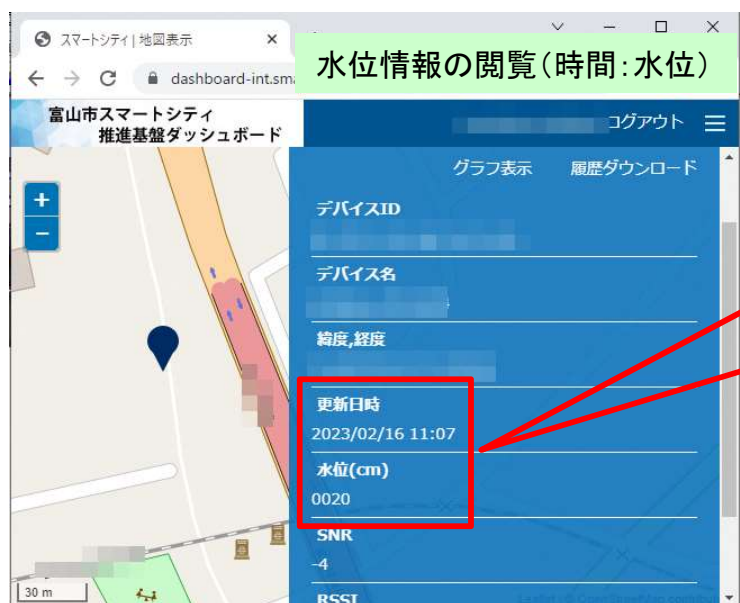 スマートシティ | 地図表示
dashboard-int.sma
水位情報の閲覧(時間:水位)
富山市スマートシティ
推進基盤ダッシュボード
ログアウト
グラフ表示
履歴ダウンロード
デバイスID
デバイス名
緯度,経度
更新日時
2023/02/16 11:07
水位(cm)
0020
SNR
-4
RSSI
30 m